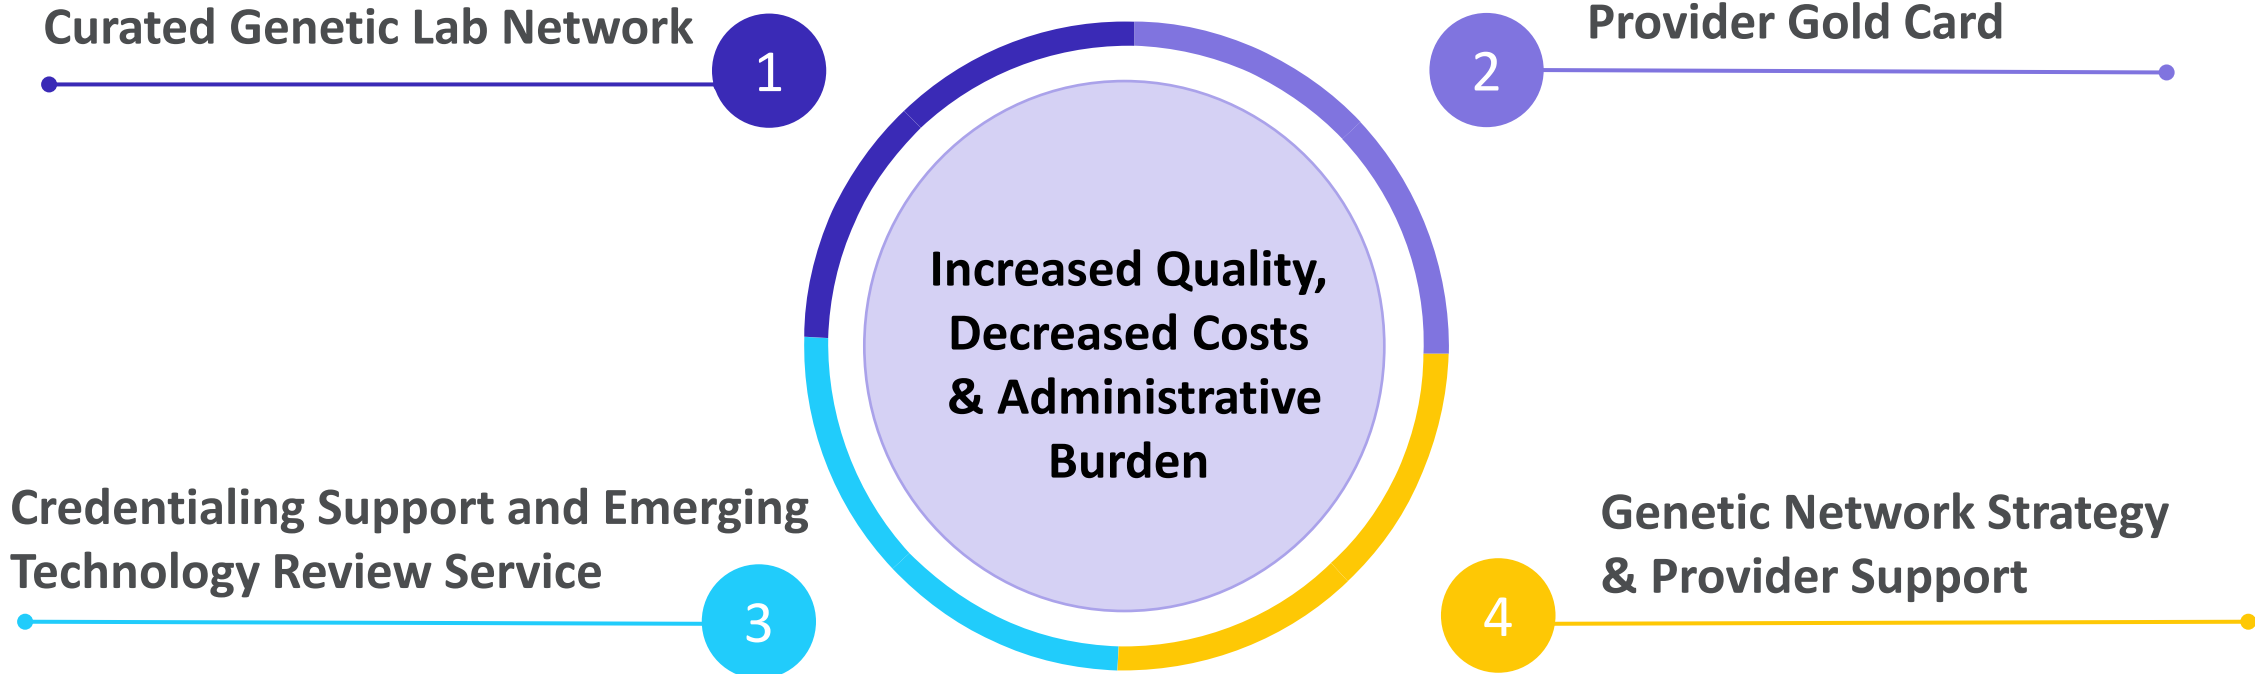 Curated Genetic Lab Network
1
Provider Gold Card
2
Increased Quality,
Decreased Costs
& Administrative
Burden
Credentialing Support and Emerging
Technology Review Service
3
Genetic Network Strategy
& Provider Support
4